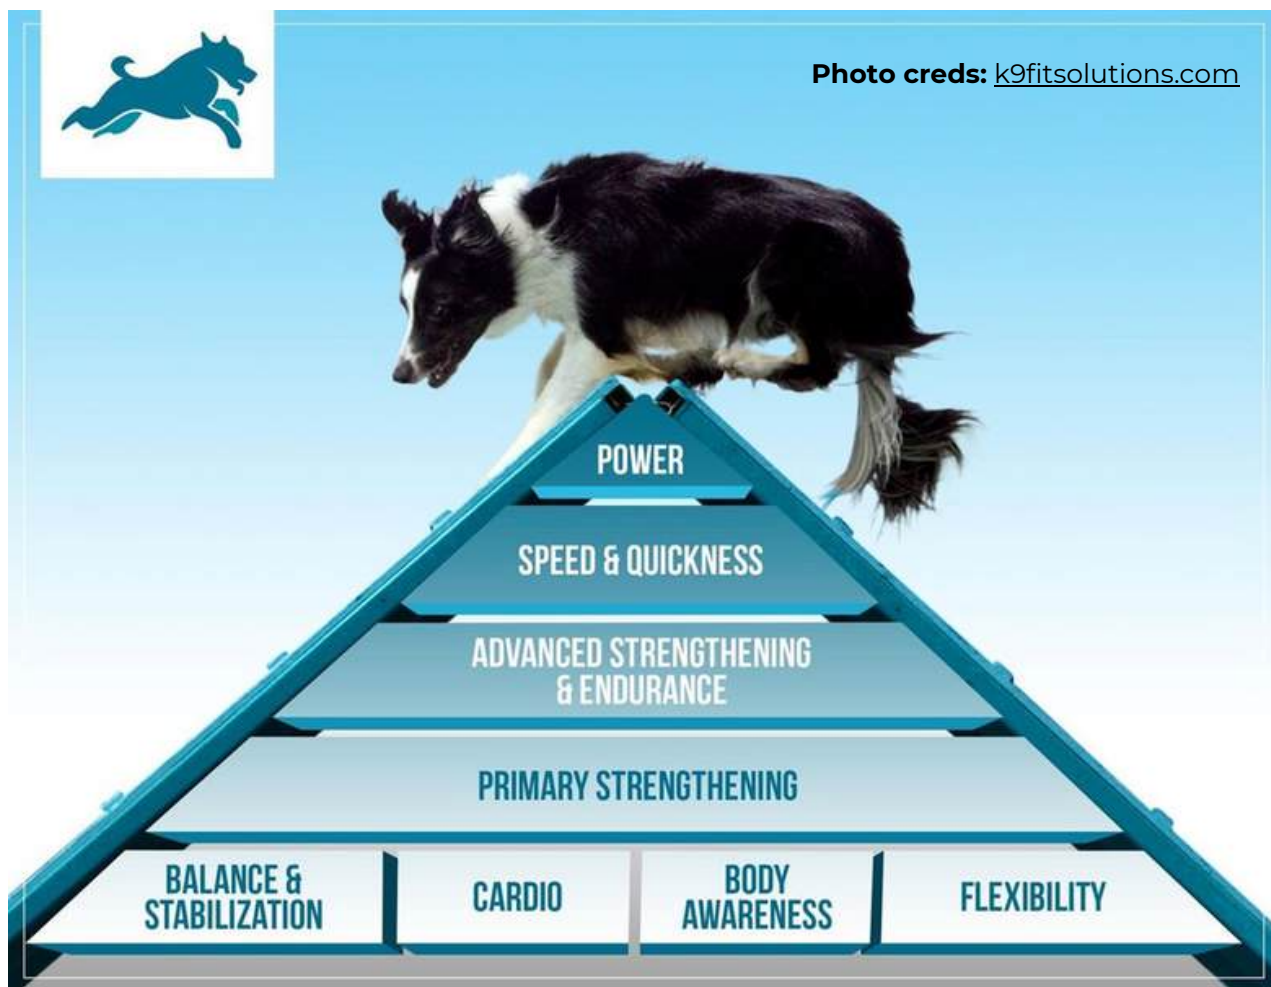 Photo creds: k9fitsolutions.com
POWER
SPEED & QUICKNESS
ADVANCED STRENGTHENING
& ENDURANCE
PRIMARY STRENGTHENING
BALANCE &
STABILIZATION
CARDIO
BODY
AWARENESS
FLEXIBILITY